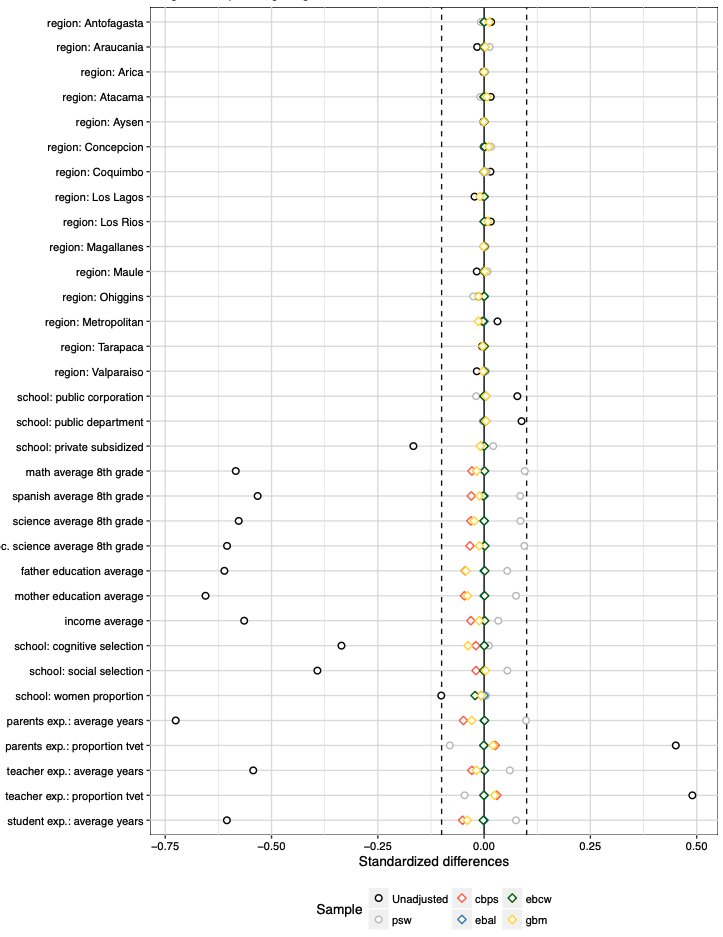 region: Antofagasta
region: Araucania
region: Arica
region: Atacama
region: Aysen
region: Concepcion
region: Coquimbo
region: Los Lagos
region: Los Rios
region: Magallanes
region: Maule
region: Ohiggins
region: Metropolitan
region: Tarapaca
region: Valparaiso
school: public corporation
school: public department
school: private subsidized
math average 8th grade
spanish average 8th grade
science average 8th grade
c. science average 8th grade
father education average
mother education average
income average
school: cognitive selection
school: social selection
school: women proportion
parents exp.: average years
parents exp.: proportion tvet
teacher exp.: average years
teacher exp.: proportion tvet
student exp.: average years
−0.75 −0.50 −0.25 0.00 0.25 0.50
Standardized differences
Sample
Unadjusted cbps ebcw
psw ebal gbm